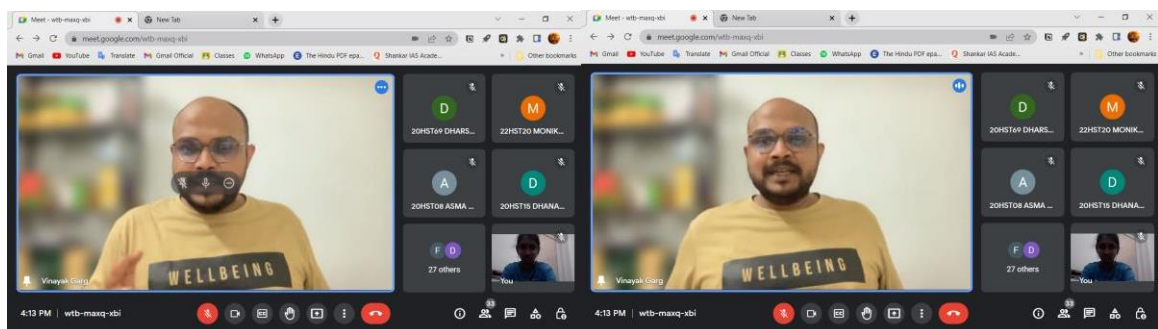 Meet - wtb-maxq-xbi
New Tab
meet.google.com/wtb-maxq-xbi
Gmail YouTube Translate Gmail Official Classes WhatsApp The Hindu PDF epa... Shankar IAS Acade... Other bookmarks
D
20HST69 DHARS...
M
22HST20 MONIK...
A
20HST08 ASMA ...
D
20HST15 DHANA...
F D
27 others
You
WELLBEING
Vinayak Garg
4:13 PM | wtb-maxq-xbi
33
Meet - wtb-maxq-xbi
New Tab
meet.google.com/wtb-maxq-xbi
Gmail YouTube Translate Gmail Official Classes WhatsApp The Hindu PDF epa... Shankar IAS Acade... Other bookmarks
D
20HST69 DHARS...
M
22HST20 MONIK...
A
20HST08 ASMA ...
D
20HST15 DHANA...
F D
27 others
You
WELLBEING
Vinayak Garg
4:13 PM | wtb-maxq-xbi
33